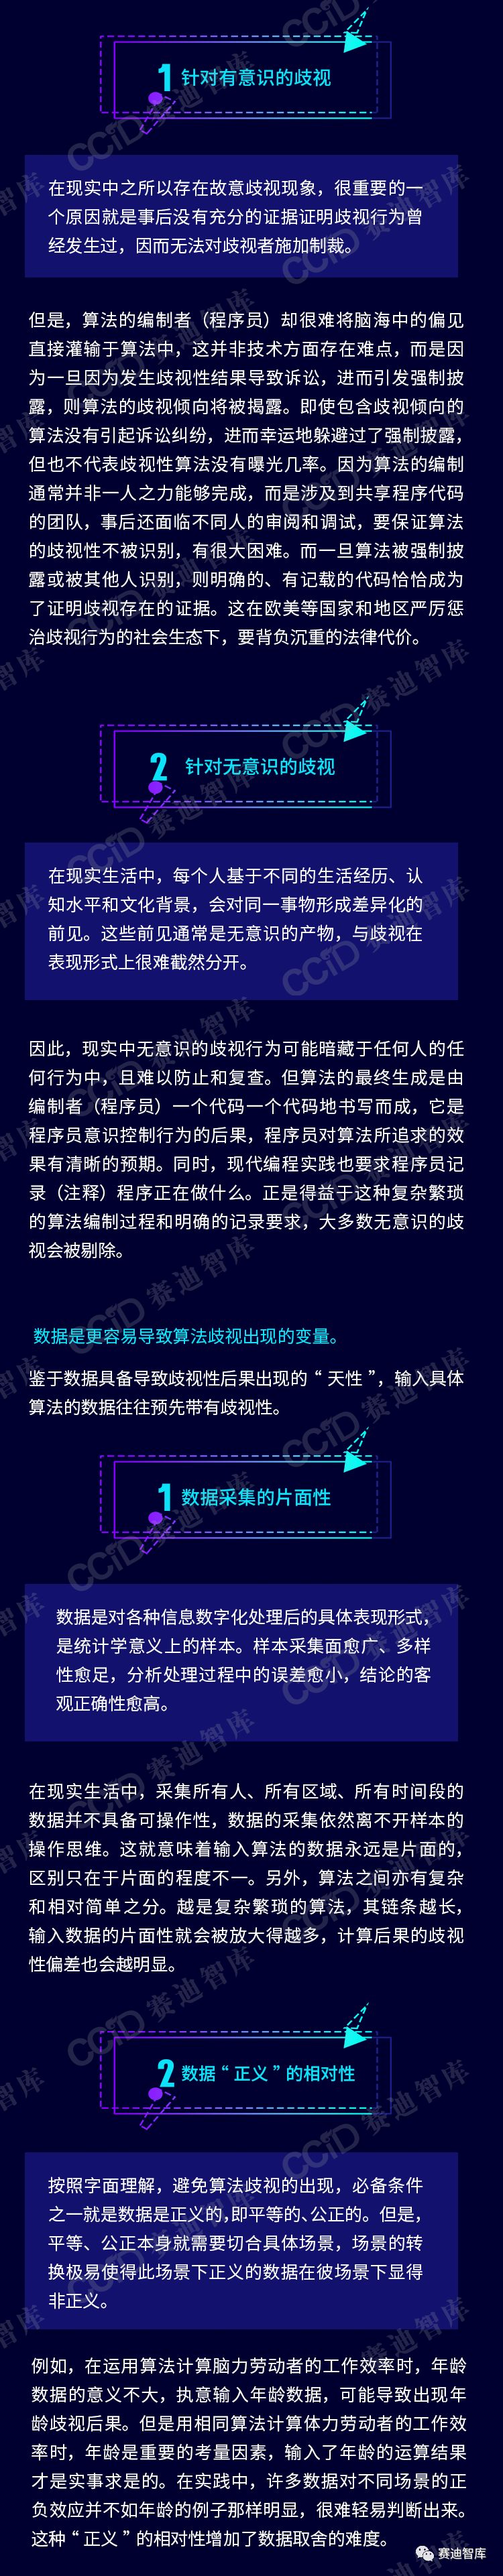 1 针对有意识的歧视
在现实中之所以存在故意歧视现象，很重要的一
个原因就是事后没有充分的证据证明歧视行为曾
经发生过，因而无法对歧视者施加制裁。
但是，算法的编制者（程序员）却很难将脑海中的偏见
直接灌输于算法中，这并非技术方面存在难点，而是因
为一旦因为发生歧视性结果导致诉讼，进而引发强制披
露，则算法的歧视倾向将被揭露。即使包含歧视倾向的
算法没有引起诉讼纠纷，进而幸运地躲避过了强制披露，
但也不代表歧视性算法没有曝光几率。因为算法的编制
通常并非一人之力能够完成，而是涉及到共享程序代码
的团队，事后还面临不同人的审阅和调试，要保证算法
的歧视性不被识别，有很大困难。而一旦算法被强制披
露或被其他人识别，则明确的、有记载的代码恰恰成为
了证明歧视存在的证据。这在欧美等国家和地区严厉惩
治歧视行为的社会生态下，要背负沉重的法律代价。
2 针对无意识的歧视
在现实生活中，每个人基于不同的生活经历、认
知水平和文化背景，会对同一事物形成差异化的
前见。这些前见通常是无意识的产物，与歧视在
表现形式上很难截然分开。
因此，现实中无意识的歧视行为可能暗藏于任何人的任
何行为中，且难以防止和复查。但算法的最终生成是由
编制者（程序员）一个代码一个代码地书写而成，它是
程序员意识控制行为的后果，程序员对算法所追求的效
果有清晰的预期。同时，现代编程实践也要求程序员记
录（注释）程序正在做什么。正是得益于这种复杂繁琐
的算法编制过程和明确的记录要求，大多数无意识的歧
视会被剔除。
数据是更容易导致算法歧视出现的变量。
鉴于数据具备导致歧视性后果出现的“天性”，输入具体
算法的数据往往预先带有歧视性。
1 数据采集的片面性
数据是对各种信息数字化处理后的具体表现形式，
是统计学意义上的样本。样本采集面愈广、多样
性愈足，分析处理过程中的误差愈小，结论的客
观正确性愈高。
在现实生活中，采集所有人、所有区域、所有时间段的
数据并不具备可操作性，数据的采集依然离不开样本的
操作思维。这就意味着输入算法的数据永远是片面的，
区别只在于片面的程度不一。另外，算法之间亦有复杂
和相对简单之分。越是复杂繁琐的算法，其链条越长，
输入数据的片面性就会被放大得越多，计算后果的歧视
性偏差也会越明显。
2 数据“正义”的相对性
按照字面理解，避免算法歧视的出现，必备条件
之一就是数据是正义的，即平等的、公正的。但是，
平等、公正本身就需要切合具体场景，场景的转
换极易使得此场景下正义的数据在彼场景下显得
非正义。
例如，在运用算法计算脑力劳动者的工作效率时，年龄
数据的意义不大，执意输入年龄数据，可能导致出现年
龄歧视后果。但是用相同算法计算体力劳动者的工作效
率时，年龄是重要的考量因素，输入了年龄的运算结果
才是实事求是的。在实践中，许多数据对不同场景的正
负效应并不如年龄的例子那样明显，很难轻易判断出来。
这种“正义”的相对性增加了数据取舍的难度。
赛迪智库